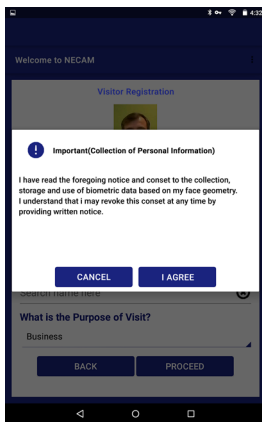 4:32
Welcome to NECAM
Visitor Registration
Important(Collection of Personal Information)
I have read the foregoing notice and conset to the collection,
storage and use of biometric data based on my face geometry.
I understand that i may revoke this conset at any time by
providing written notice.
CANCEL
I AGREE
Search name here
What is the Purpose of Visit?
Business
BACK
PROCEED